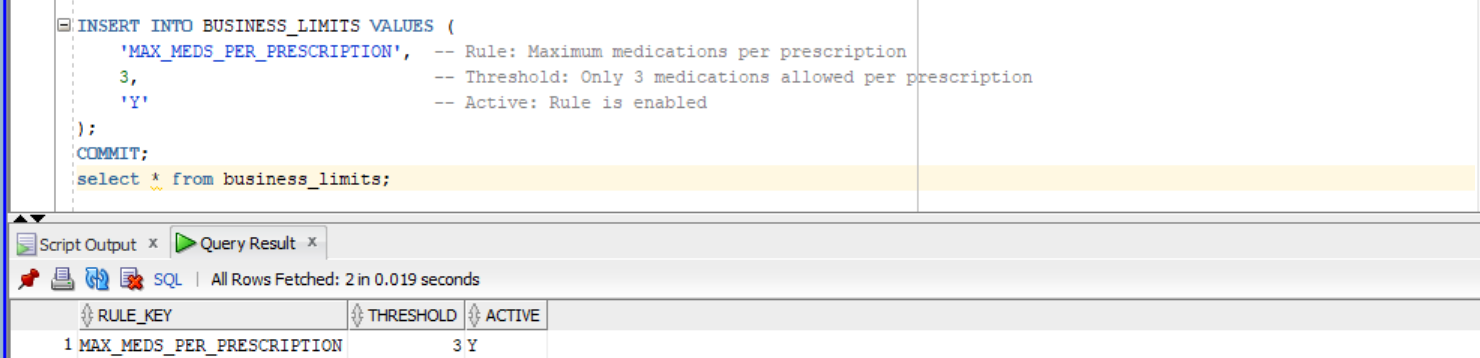 INSERT INTO BUSINESS_LIMITS VALUES (
'MAX_MEDS_PER_PRESCRIPTION', -- Rule: Maximum medications per prescription
3, -- Threshold: Only 3 medications allowed per prescription
'Y' -- Active: Rule is enabled
);
COMMIT;
select * from business_limits;
Script Output x Query Result x
SQL | All Rows Fetched: 2 in 0.019 seconds
RULE_KEY THRESHOLD ACTIVE
1 MAX_MEDS_PER_PRESCRIPTION 3 Y